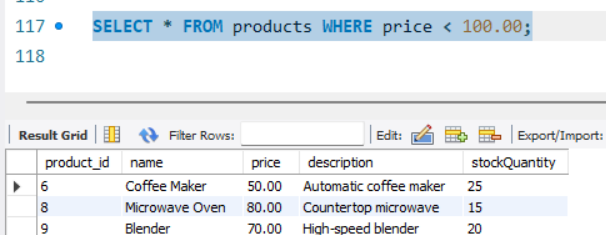 117 SELECT * FROM products WHERE price < 100.00;
118
Result Grid Filter Rows: Edit: Export/Import:
product_id name price description stockQuantity
6 Coffee Maker 50.00 Automatic coffee maker 25
8 Microwave Oven 80.00 Countertop microwave 15
9 Blender 70.00 High-speed blender 20